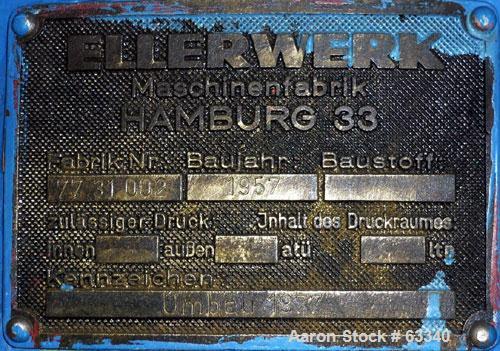 ELLERWERK
Maschinenfabrik
HAMBURG 33
Fabrik.Nr. Baujahr: Baustoff:
77 31 002 1957
zulässiger Druck. Inhalt des Druckraumes
innen außen atü ltr.
Kennzeichen:
Umbau
Aaron Stock # 63340